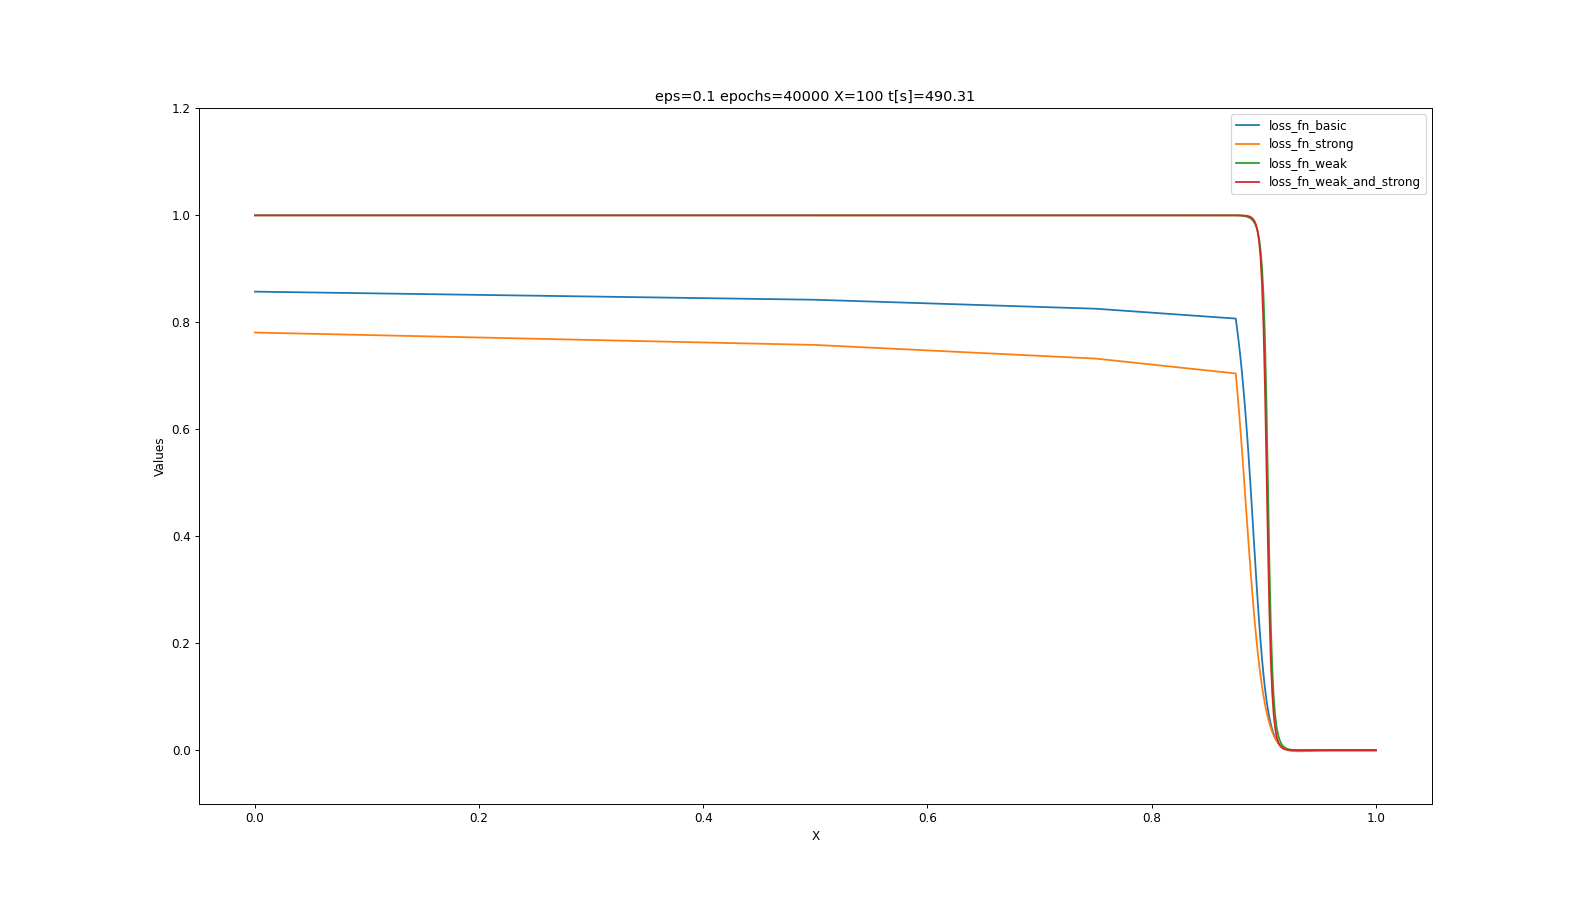 eps=0.1 epochs=40000 X=100 t[s]=490.31
1.2
loss_fn_basic
loss_fn_strong
loss_fn_weak
loss_fn_weak_and_strong
1.0
0.8
0.6
Values
0.4
0.2
0.0
0.0 0.2 0.4 0.6 0.8 1.0
X